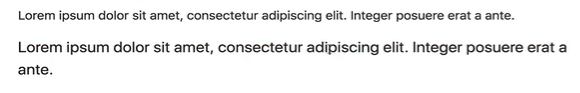 Lorem ipsum dolor sit amet, consectetur adipiscing elit. Integer posuere erat a ante.
Lorem ipsum dolor sit amet, consectetur adipiscing elit. Integer posuere erat a
ante.